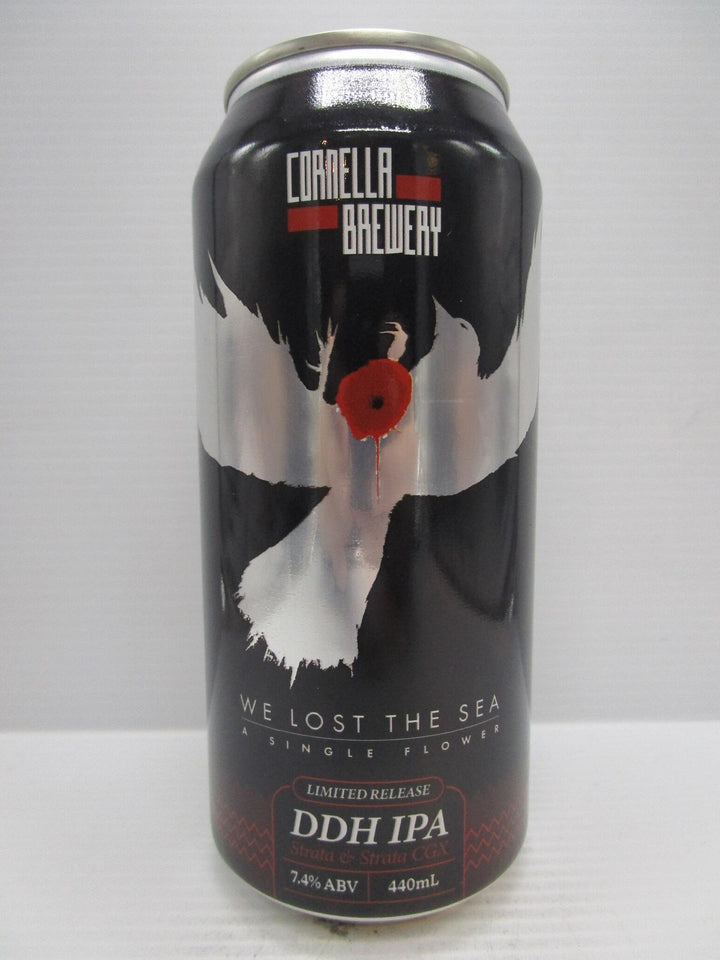 CORNELLA
BREWERY
WE LOST THE SEA
A SINGLE FLOWER
LIMITED RELEASE
DDH IPA
Strata & Strata CGX
7.4% ABV 440mL